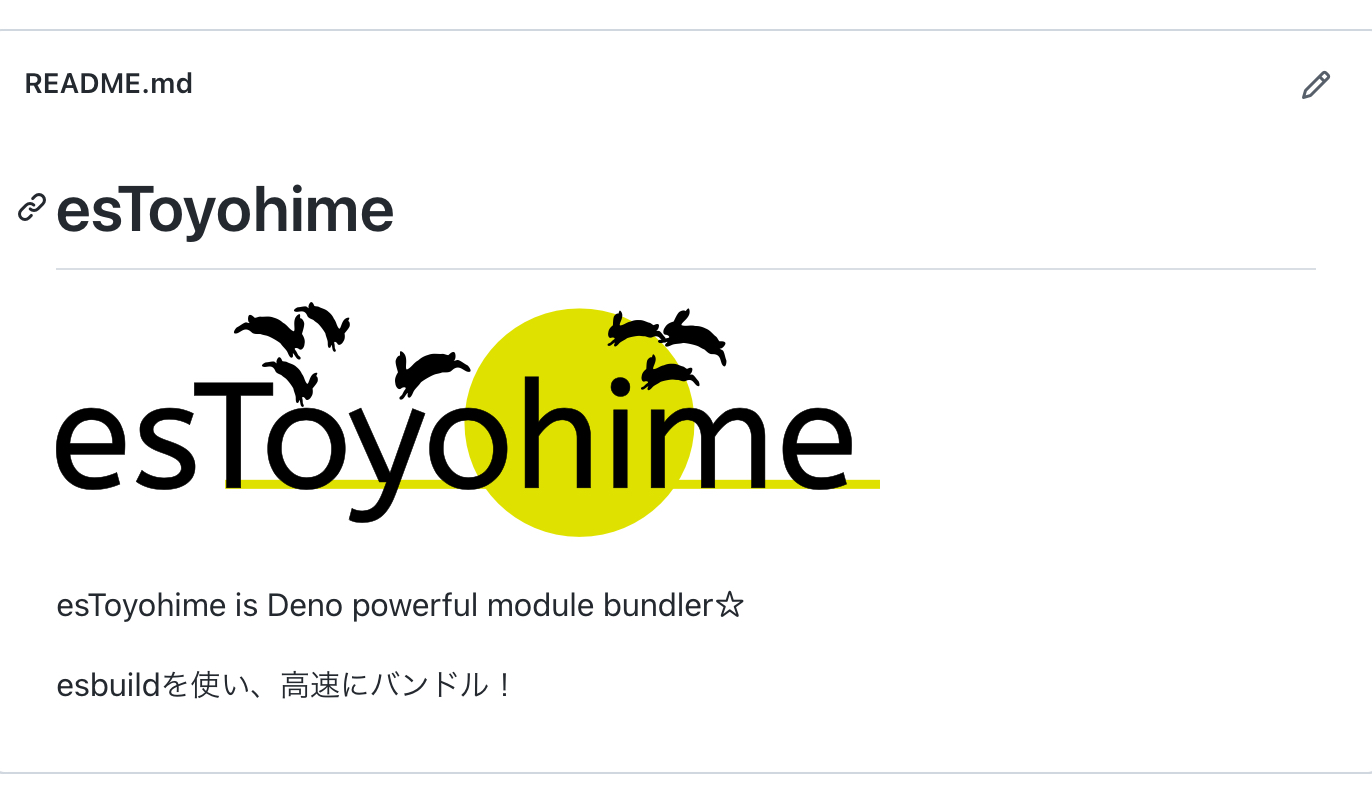 README.md
esToyohime
esToyohime
esToyohime is Deno powerful module bundler☆
esbuildを使い、高速にバンドル！